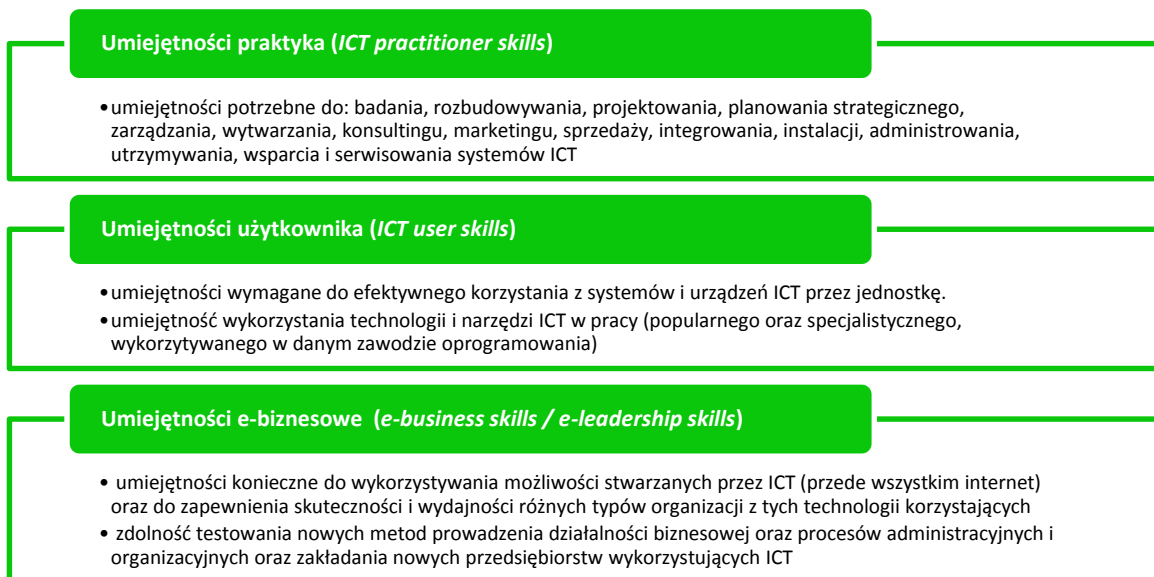 Umiejętności praktyka (ICT practitioner skills)
•umiejętności potrzebne do: badania, rozbudowywania, projektowania, planowania strategicznego,
zarządzania, wytwarzania, konsultingu, marketingu, sprzedaży, integrowania, instalacji, administrowania,
utrzymywania, wsparcia i serwisowania systemów ICT
Umiejętności użytkownika (ICT user skills)
•umiejętności wymagane do efektywnego korzystania z systemów i urządzeń ICT przez jednostkę.
•umiejętność wykorzystania technologii i narzędzi ICT w pracy (popularnego oraz specjalistycznego,
wykorzytywanego w danym zawodzie oprogramowania)
Umiejętności e-biznesowe (e-business skills / e-leadership skills)
• umiejętności konieczne do wykorzystywania możliwości stwarzanych przez ICT (przede wszystkim internet)
oraz do zapewnienia skuteczności i wydajności różnych typów organizacji z tych technologii korzystających
• zdolność testowania nowych metod prowadzenia działalności biznesowej oraz procesów administracyjnych i
organizacyjnych oraz zakładania nowych przedsiębiorstw wykorzystujących ICT